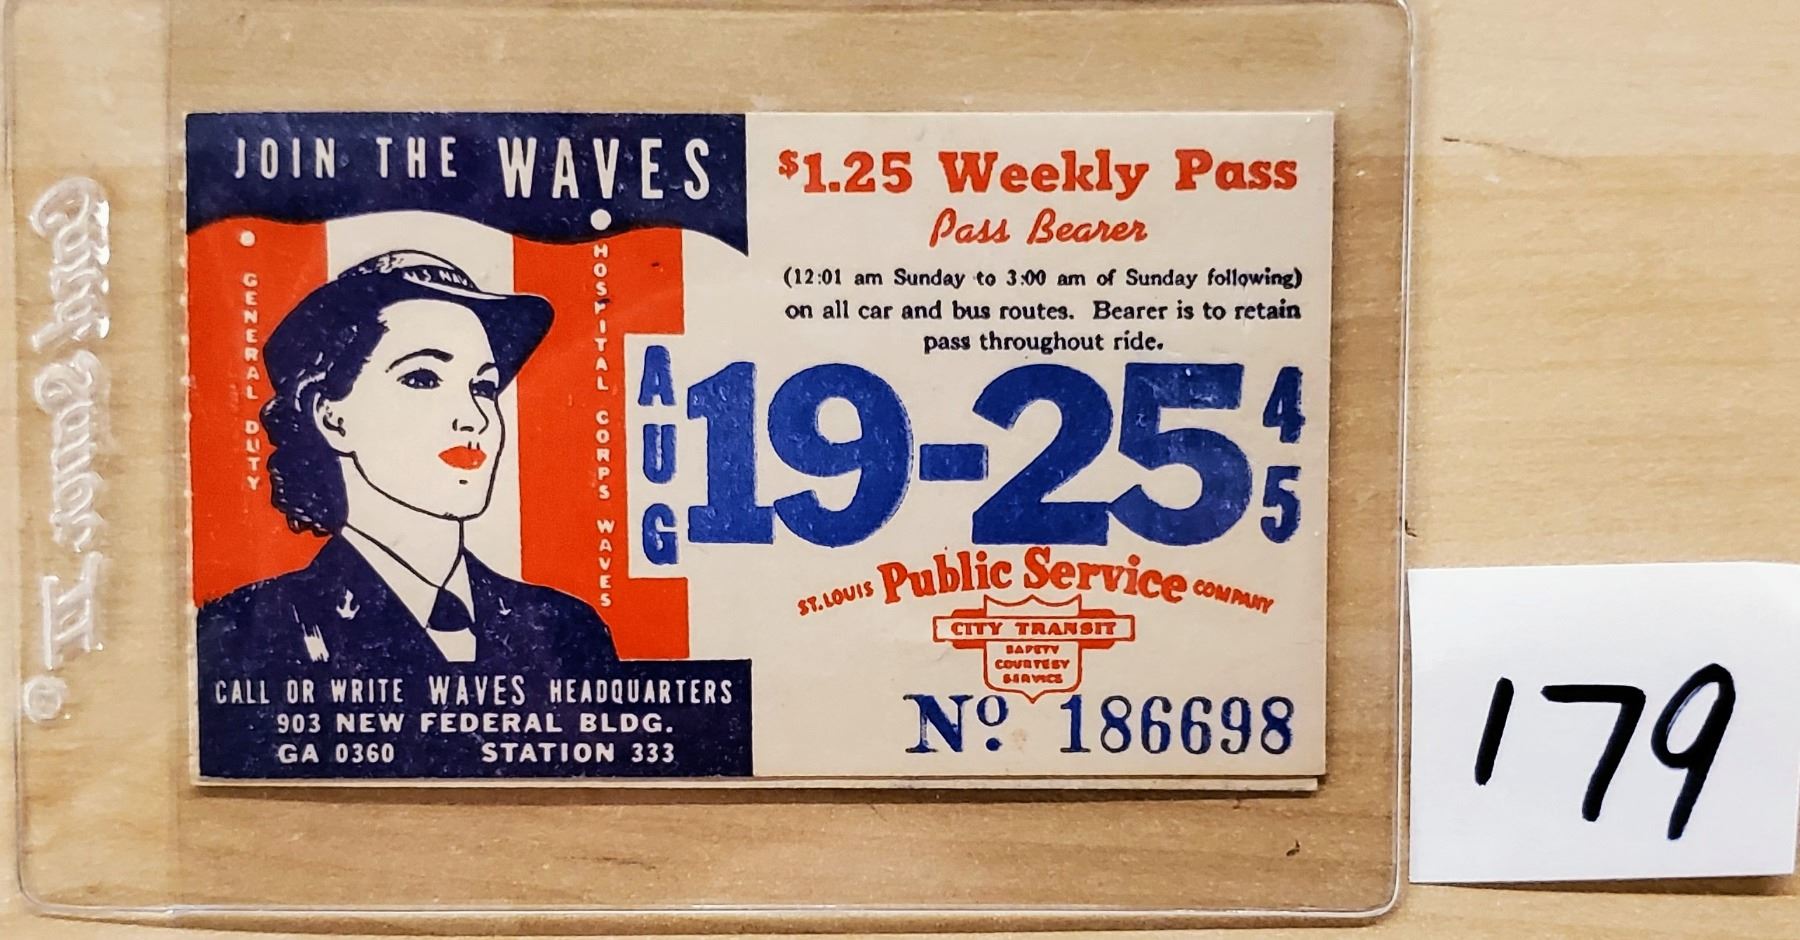 JOIN THE WAVES
GENERAL DUTY
HOSPITAL CORPS WAVES
U.S. NAV
CALL OR WRITE WAVES HEADQUARTERS
903 NEW FEDERAL BLDG.
GA 0360 STATION 333
$1.25 Weekly Pass
Pass Bearer
(12:01 am Sunday to 3:00 am of Sunday following)
on all car and bus routes. Bearer is to retain
pass throughout ride.
AUG 19-25 45
ST. LOUIS Public Service COMPANY
CITY TRANSIT
SAFETY
COURTESY
SERVICE
Nº. 186698
179